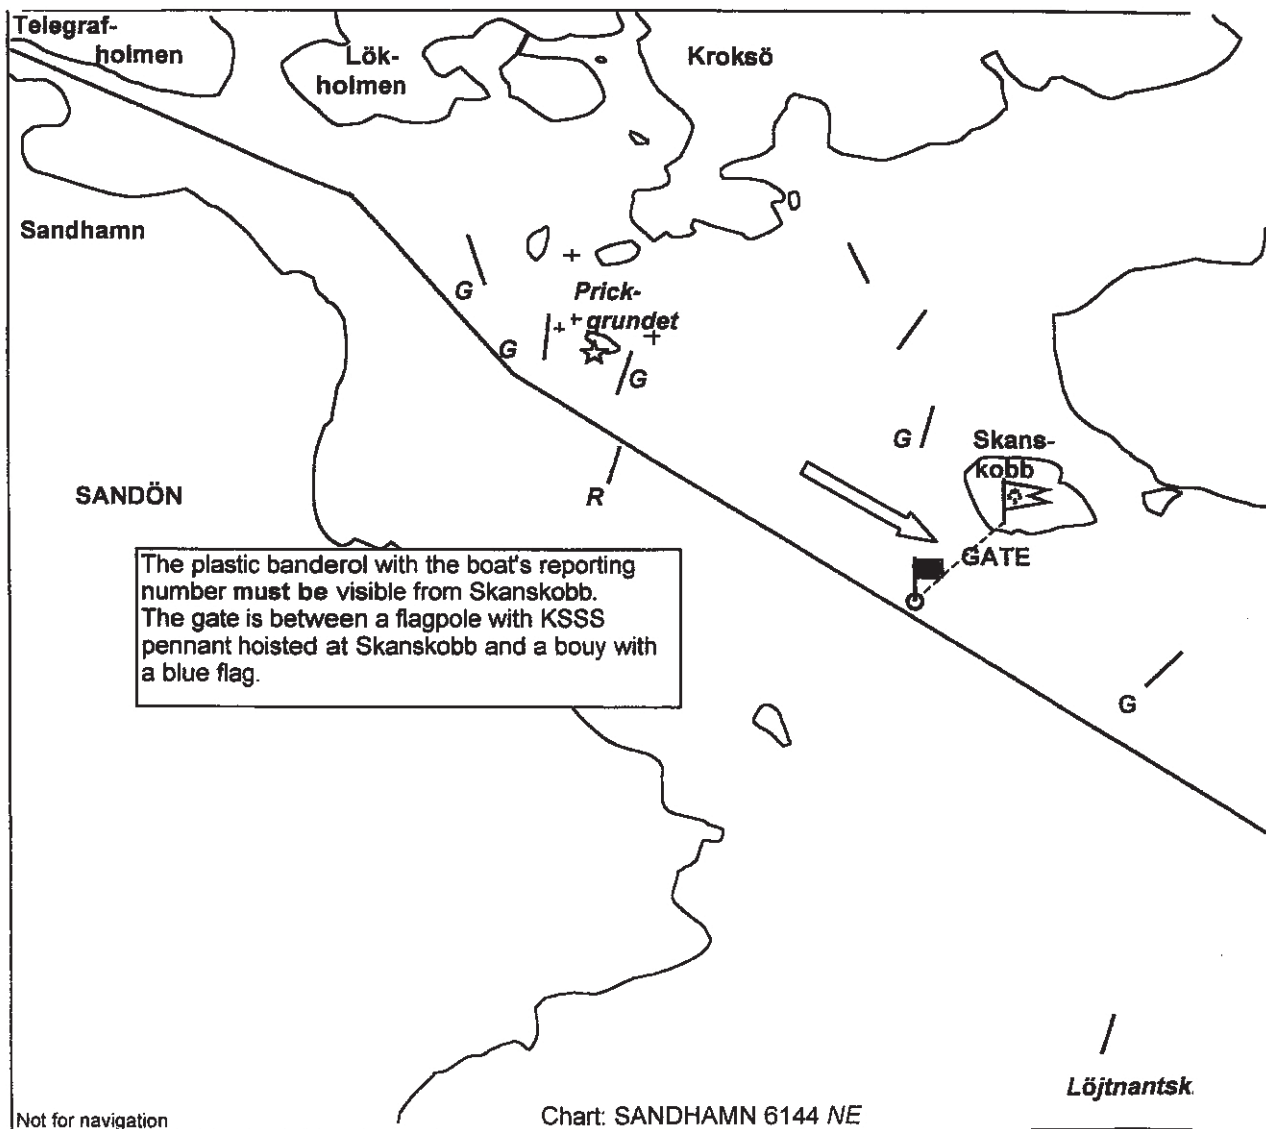 Telegraf-
holmen
Lök-
holmen
Kroksö
Sandhamn
G
Prick-
grundet
G
G
G
Skans-
kobb
SANDÖN
R
GATE
The plastic banderol with the boat's reporting
number must be visible from Skanskobb.
The gate is between a flagpole with KSSS
pennant hoisted at Skanskobb and a bouy with
a blue flag.
G
Löjtnantsk.
Not for navigation
Chart: SANDHAMN 6144 NE